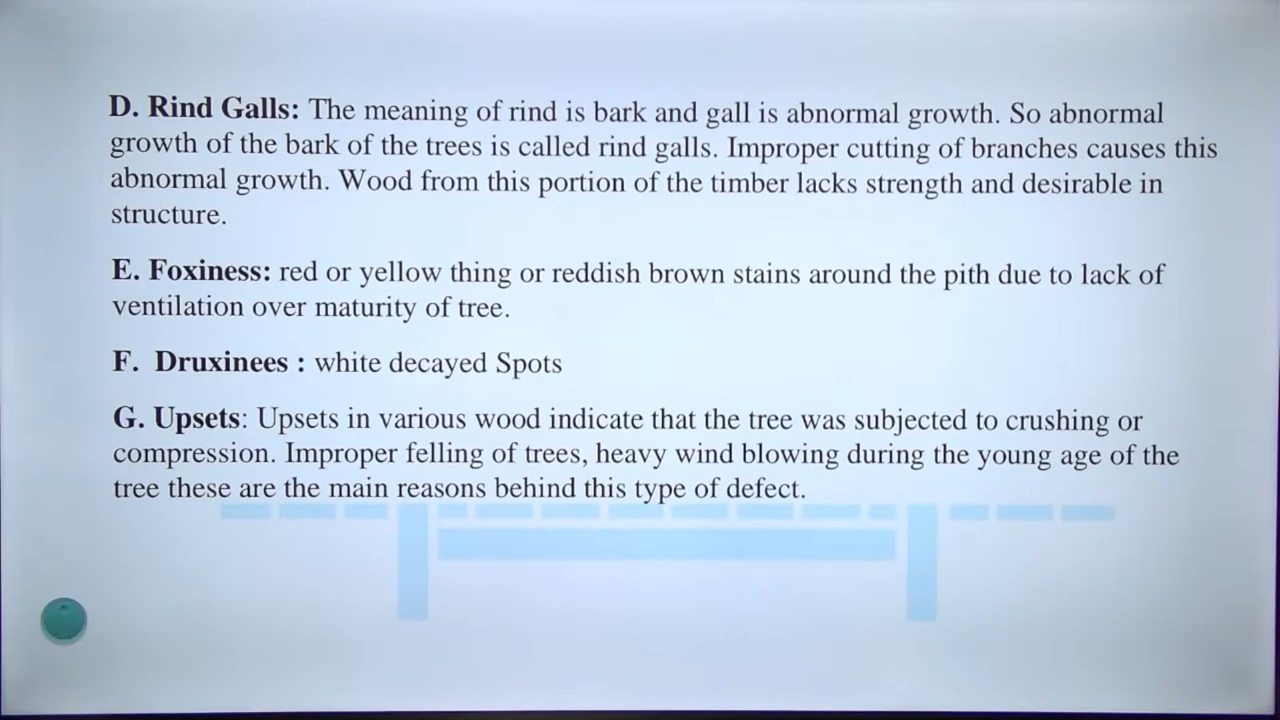 D. Rind Galls: The meaning of rind is bark and gall is abnormal growth. So abnormal
growth of the bark of the trees is called rind galls. Improper cutting of branches causes this
abnormal growth. Wood from this portion of the timber lacks strength and desirable in
structure.
E. Foxiness: red or yellow thing or reddish brown stains around the pith due to lack of
ventilation over maturity of tree.
F. Druxinees : white decayed Spots
G. Upsets: Upsets in various wood indicate that the tree was subjected to crushing or
compression. Improper felling of trees, heavy wind blowing during the young age of the
tree these are the main reasons behind this type of defect.